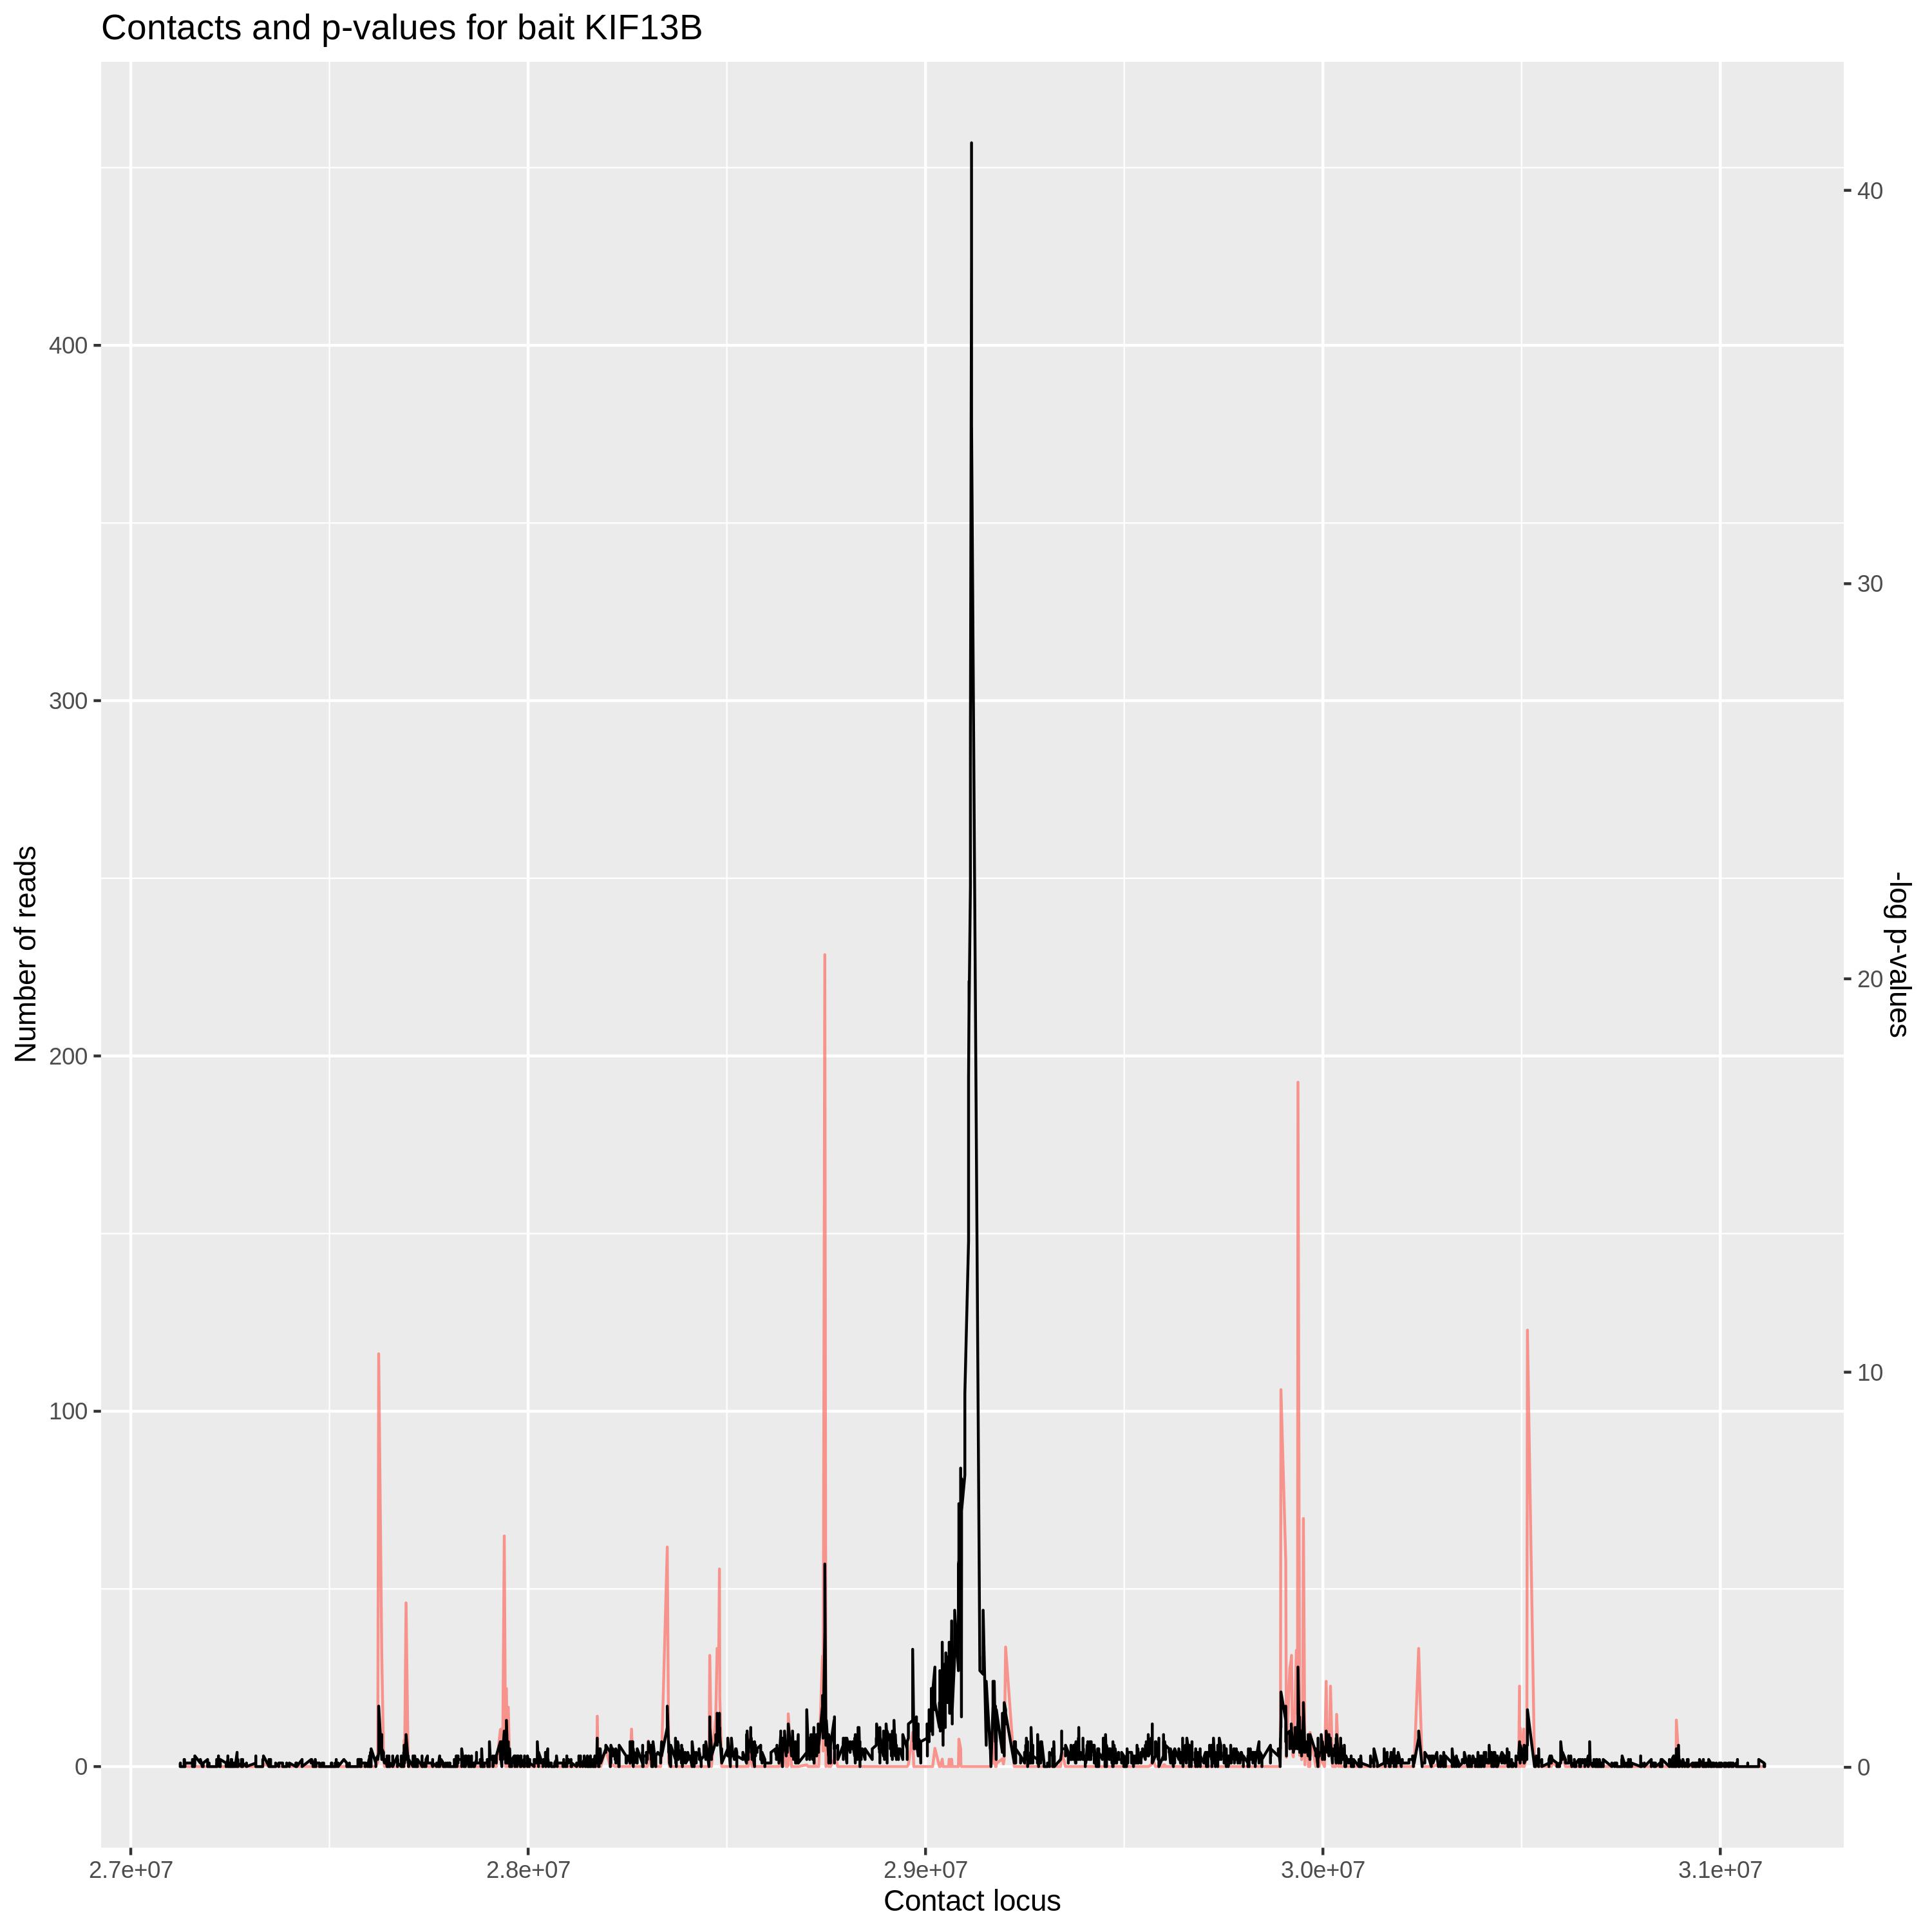 Contacts and p-values for bait KIF13B
400
300
200
100
0
Number of reads
40
30
20
10
0
-log p-values
2.7e+07 2.8e+07 2.9e+07 3.0e+07 3.1e+07
Contact locus